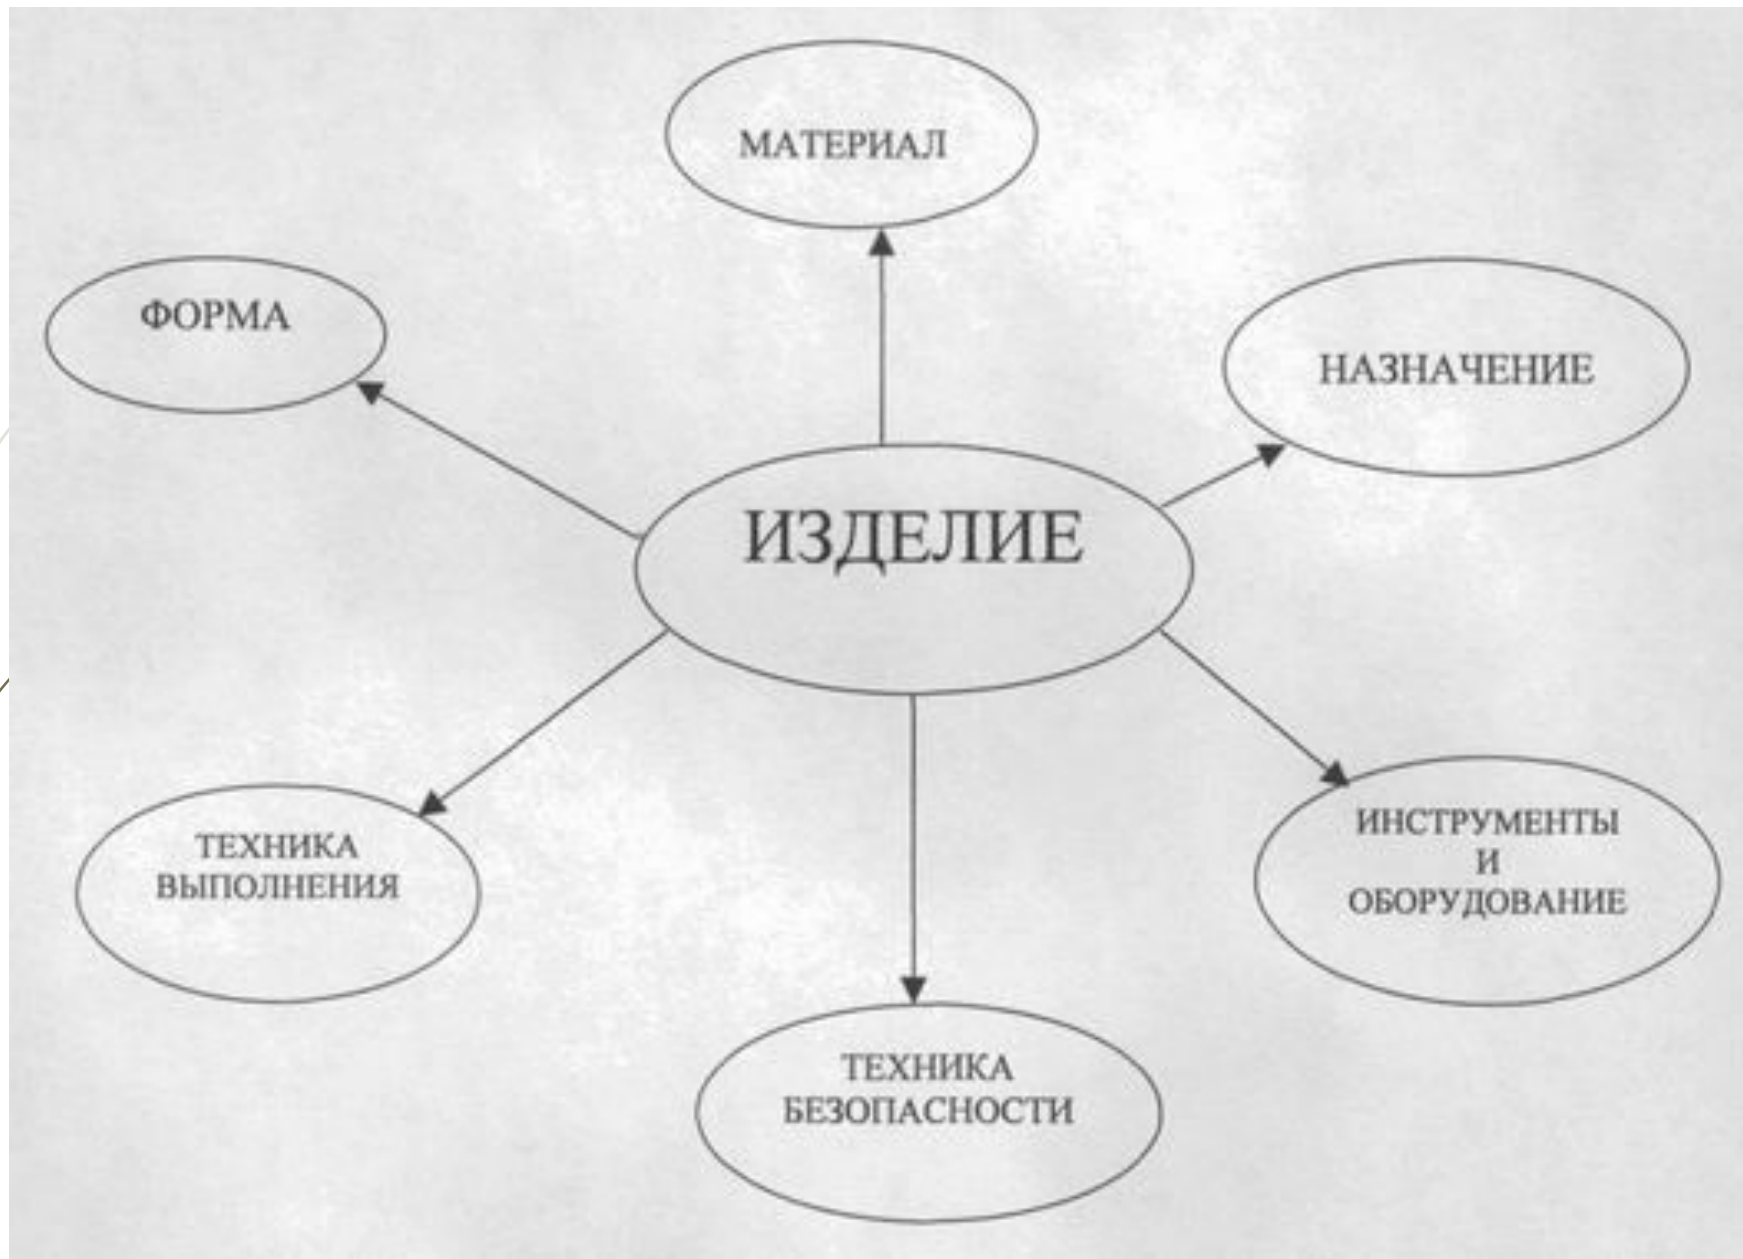 МАТЕРИАЛ
ФОРМА
НАЗНАЧЕНИЕ
ИЗДЕЛИЕ
ТЕХНИКА
ВЫПОЛНЕНИЯ
ИНСТРУМЕНТЫ
И
ОБОРУДОВАНИЕ
ТЕХНИКА
БЕЗОПАСНОСТИ